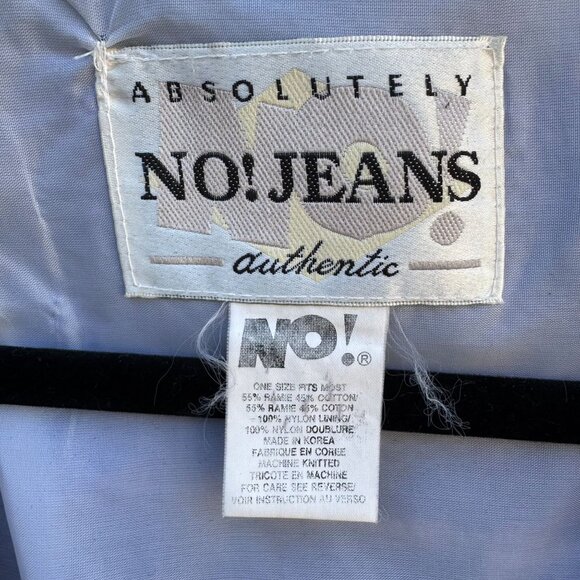 ABSOLUTELY
NO!
NO! JEANS
authentic
NO!®
ONE SIZE FITS MOST
55% RAMIE 45% COTTON/
55% RAMIE 45% COTON
100% NYLON LINING/
100% NYLON DOUBLURE
MADE IN KOREA
FABRIQUE EN COREE
MACHINE KNITTED
TRICOTE EN MACHINE
FOR CARE SEE REVERSE/
VOIR INSTRUCTION AU VERSO